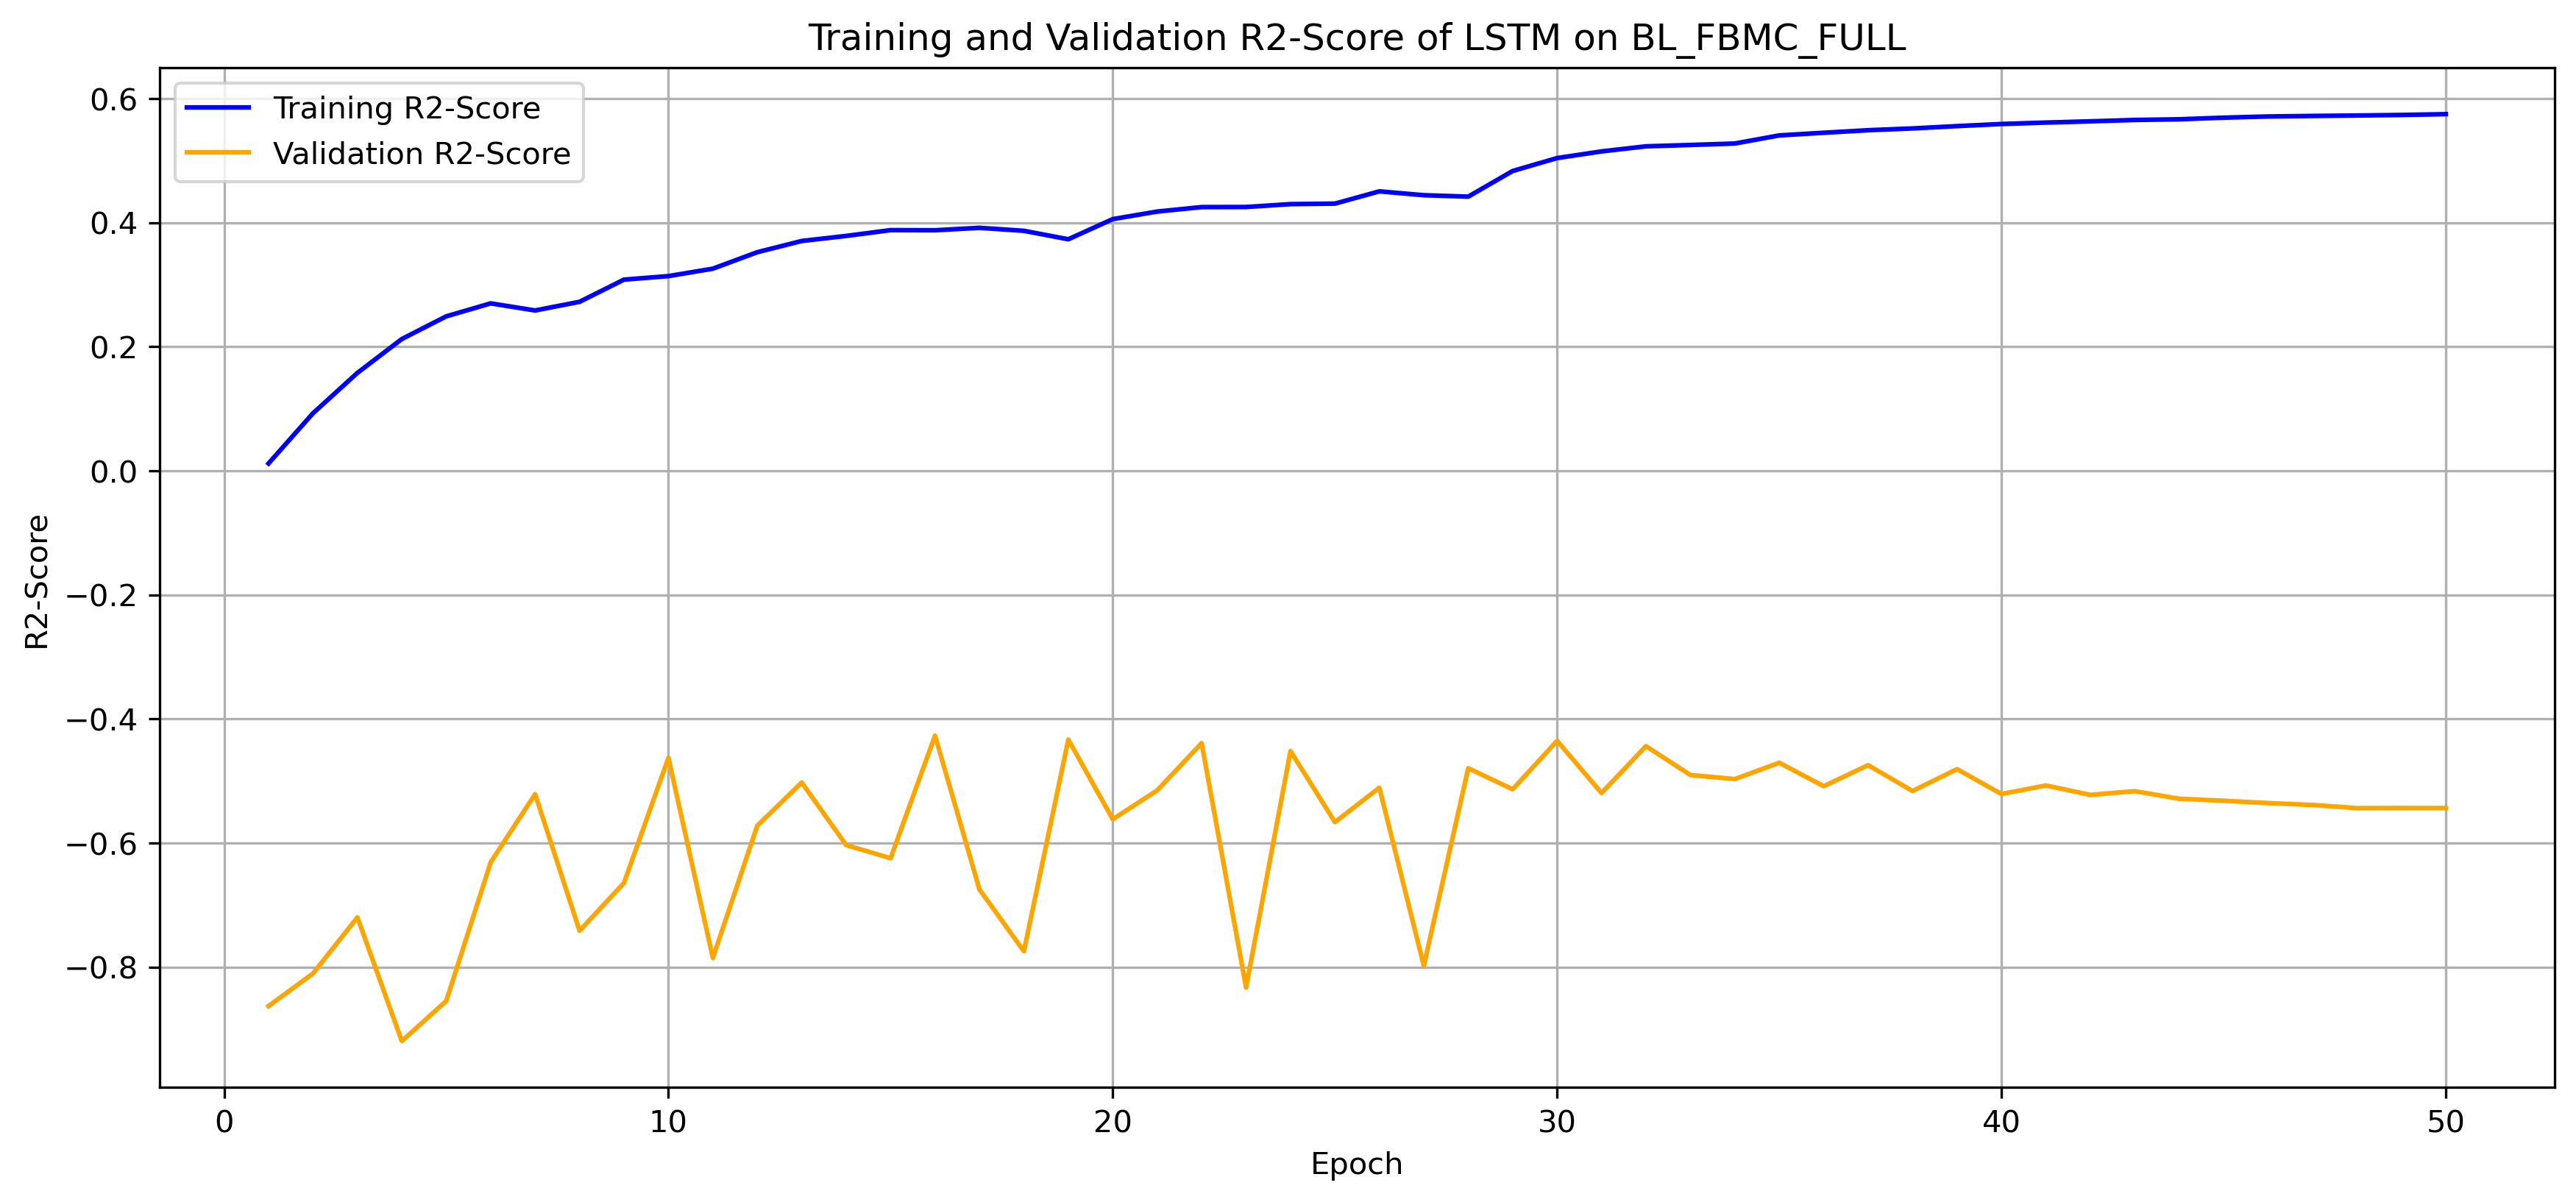 Training and Validation R2-Score of LSTM on BL_FBMC_FULL
Training R2-Score
Validation R2-Score
R2-Score
0.6
0.4
0.2
0.0
−0.2
−0.4
−0.6
−0.8
0 10 20 30 40 50
Epoch